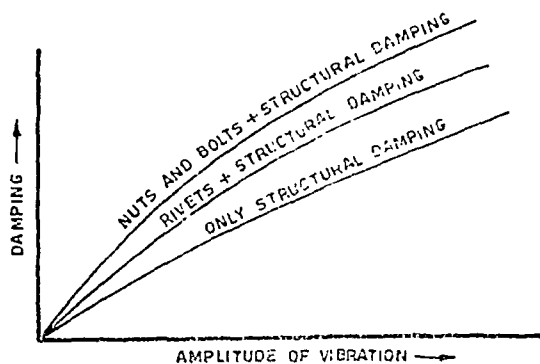 NUTS AND BOLTS + STRUCTURAL DAMPING
RIVETS + STRUCTURAL DAMPING
ONLY STRUCTURAL DAMPING
DAMPING
AMPLITUDE OF VIBRATION